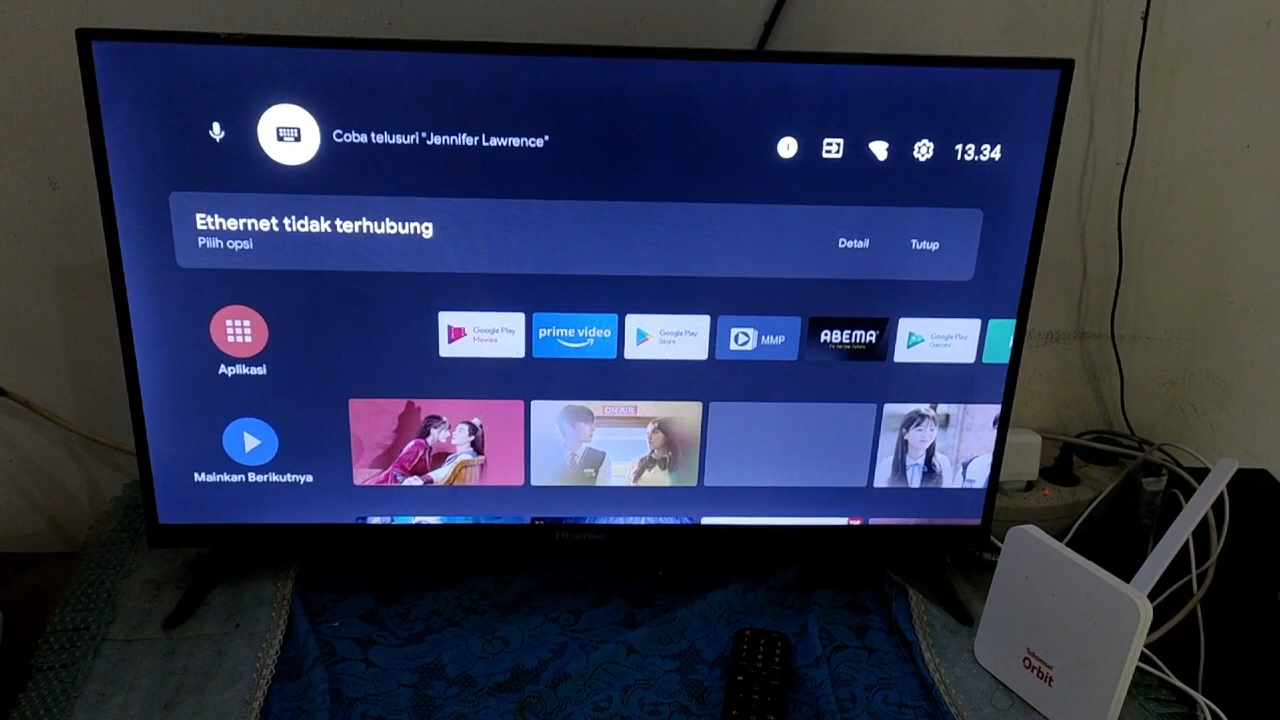 Coba telusuri "Jennifer Lawrence"
13.34
Ethernet tidak terhubung
Pilih opsi
Detail
Tutup
Aplikasi
Google Play
Movies
prime video
Google Play
Store
MMP
ABEMA
Google Play
Games
ON AIR
Mainkan Berikutnya
Hisense
Telkomsel
Orbit